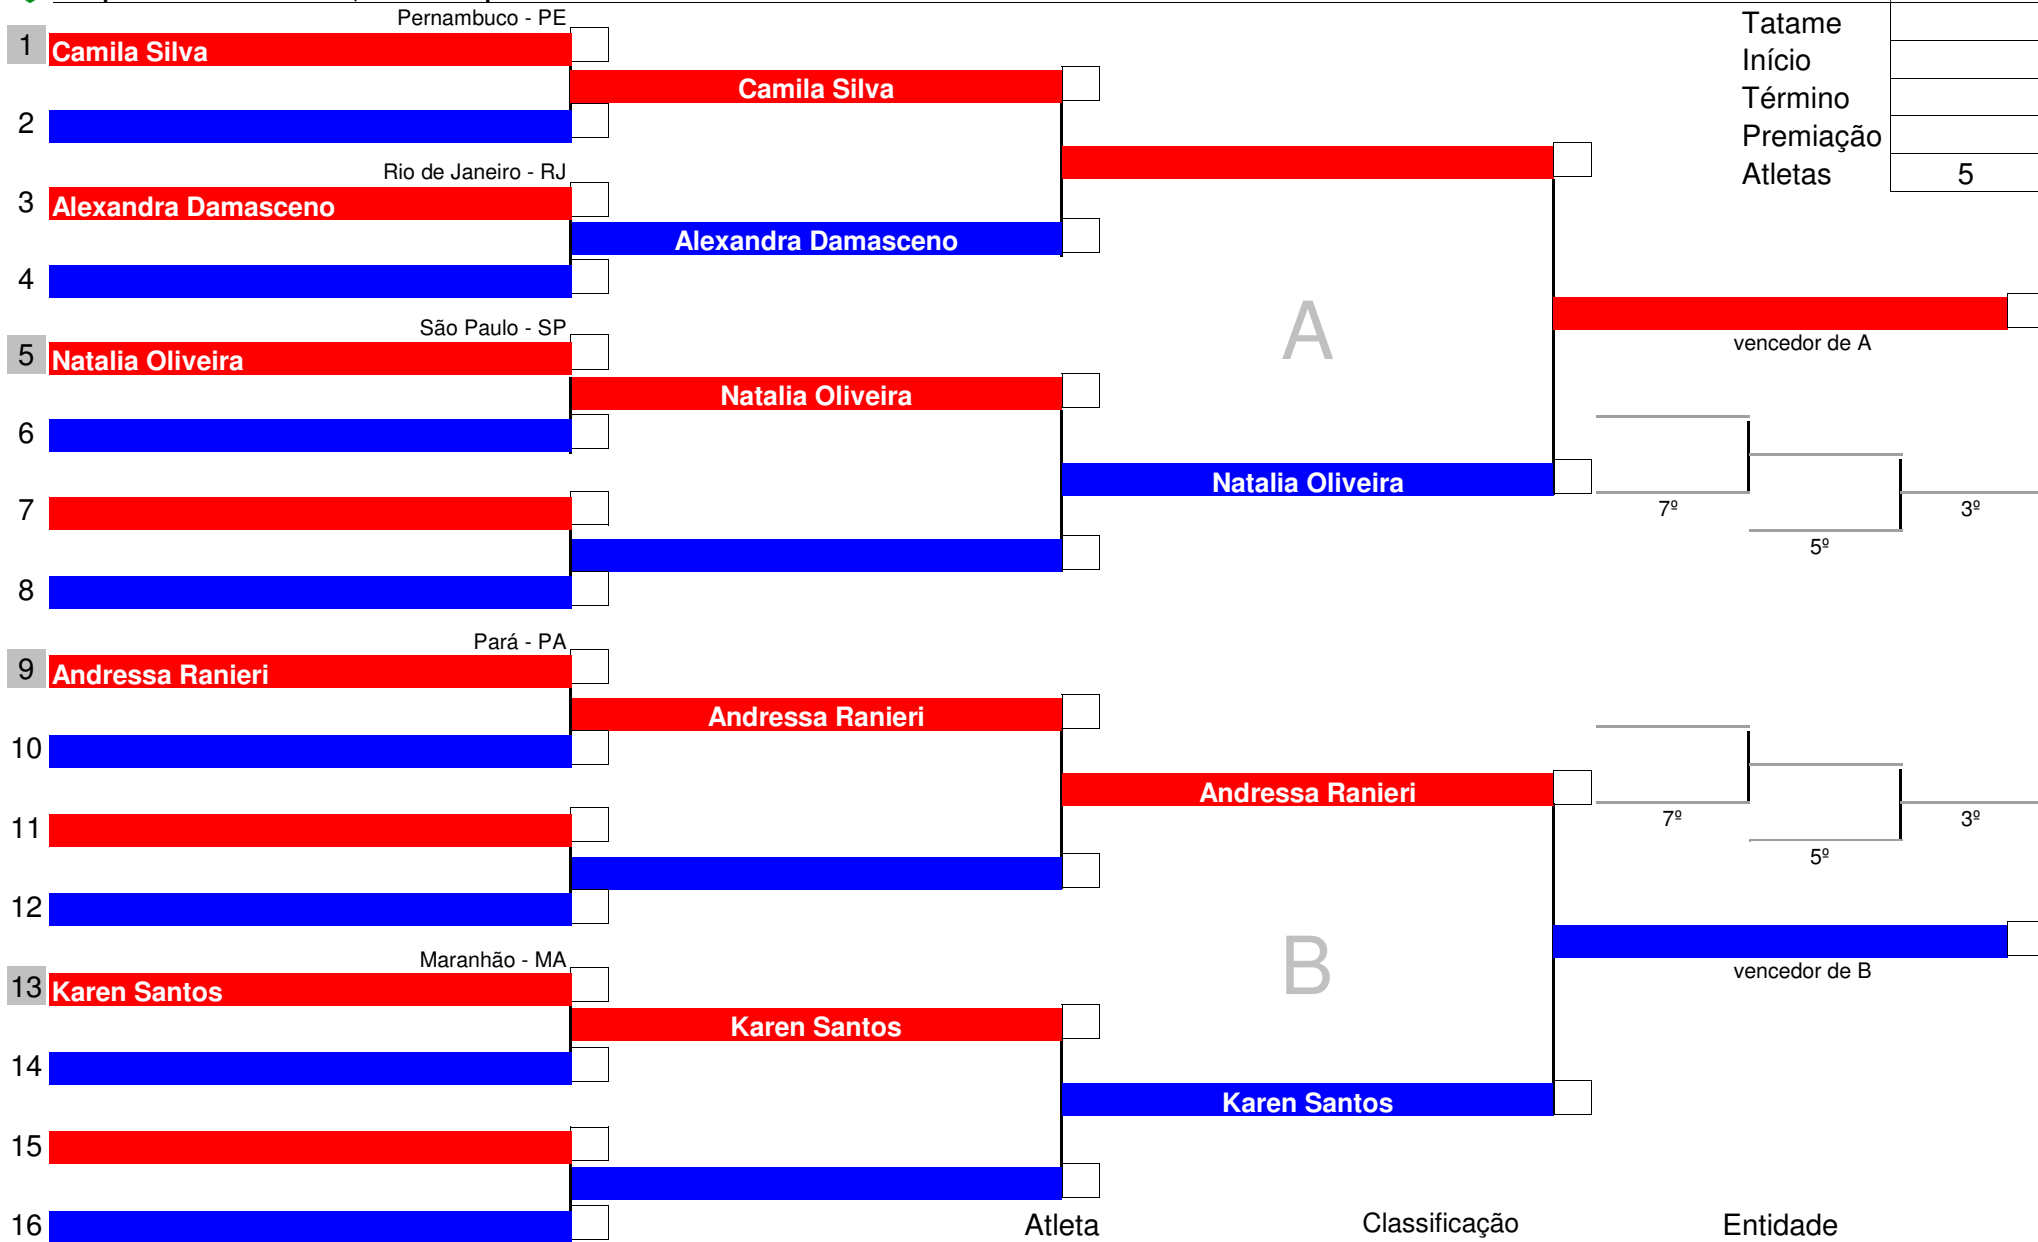 Pernambuco - PE
1 Camila Silva
Camila Silva
2
Rio de Janeiro - RJ
3 Alexandra Damasceno
Alexandra Damasceno
4
São Paulo - SP
5 Natalia Oliveira
Natalia Oliveira
6
Natalia Oliveira
7
8
Pará - PA
9 Andressa Ranieri
Andressa Ranieri
10
Andressa Ranieri
11
12
Maranhão - MA
13 Karen Santos
Karen Santos
14
Karen Santos
15
16
A
B
vencedor de A
7º
3º
5º
7º
3º
5º
vencedor de B
Tatame
Início
Término
Premiação
Atletas 5
Atleta Classificação Entidade